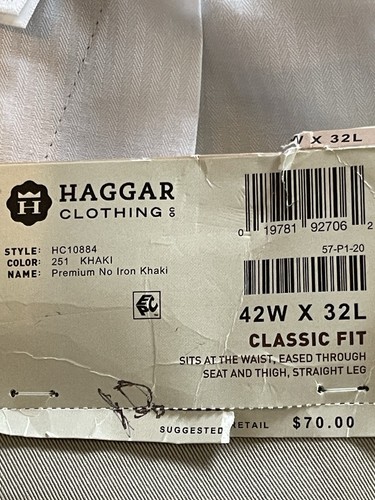 W X 32L
H HAGGAR
CLOTHING CO
0 19781 92706 2
STYLE: HC10884
COLOR: 251 KHAKI
NAME: Premium No Iron Khaki
57-P1-20
42W X 32L
CLASSIC FIT
SITS AT THE WAIST, EASED THROUGH
SEAT AND THIGH, STRAIGHT LEG
SUGGESTED RETAIL $70.00